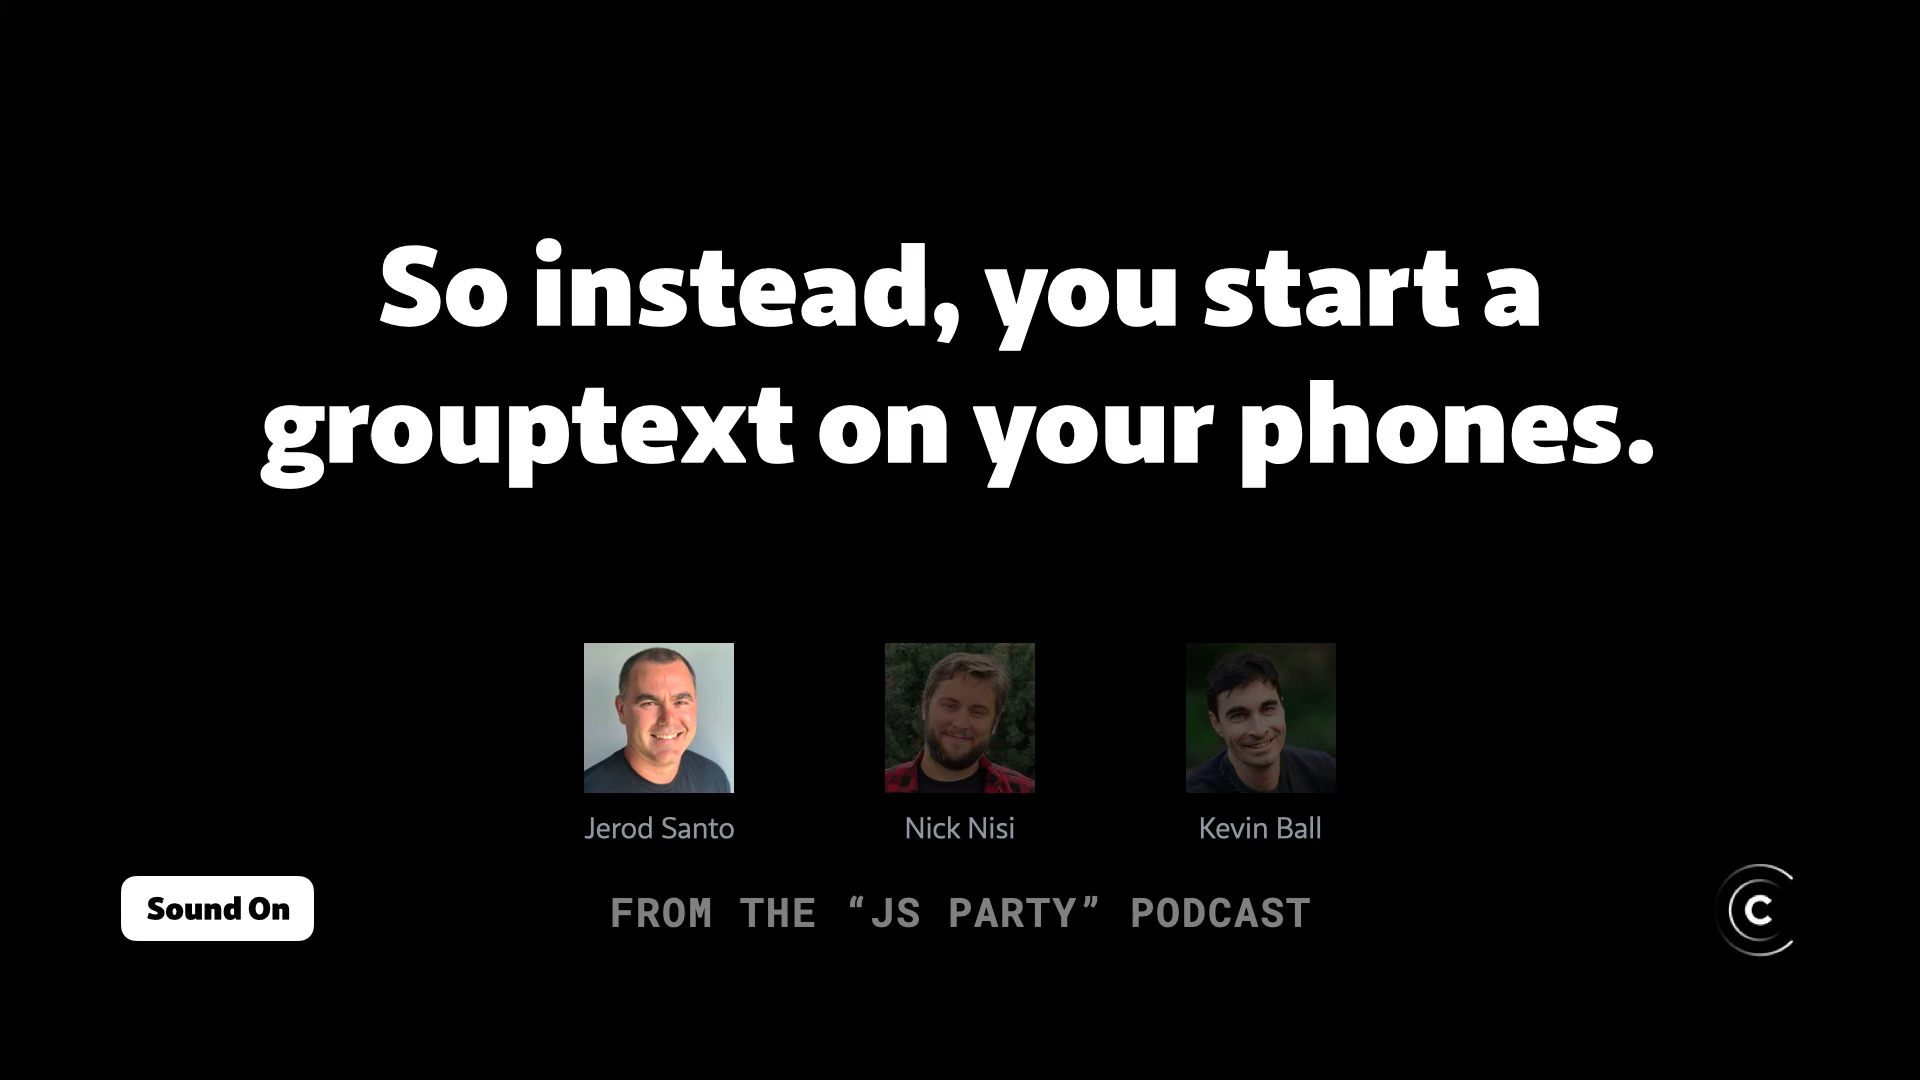 So instead, you start a
grouptext on your phones.
Jerod Santo
Nick Nisi
Kevin Ball
Sound On
FROM THE “JS PARTY” PODCAST
C